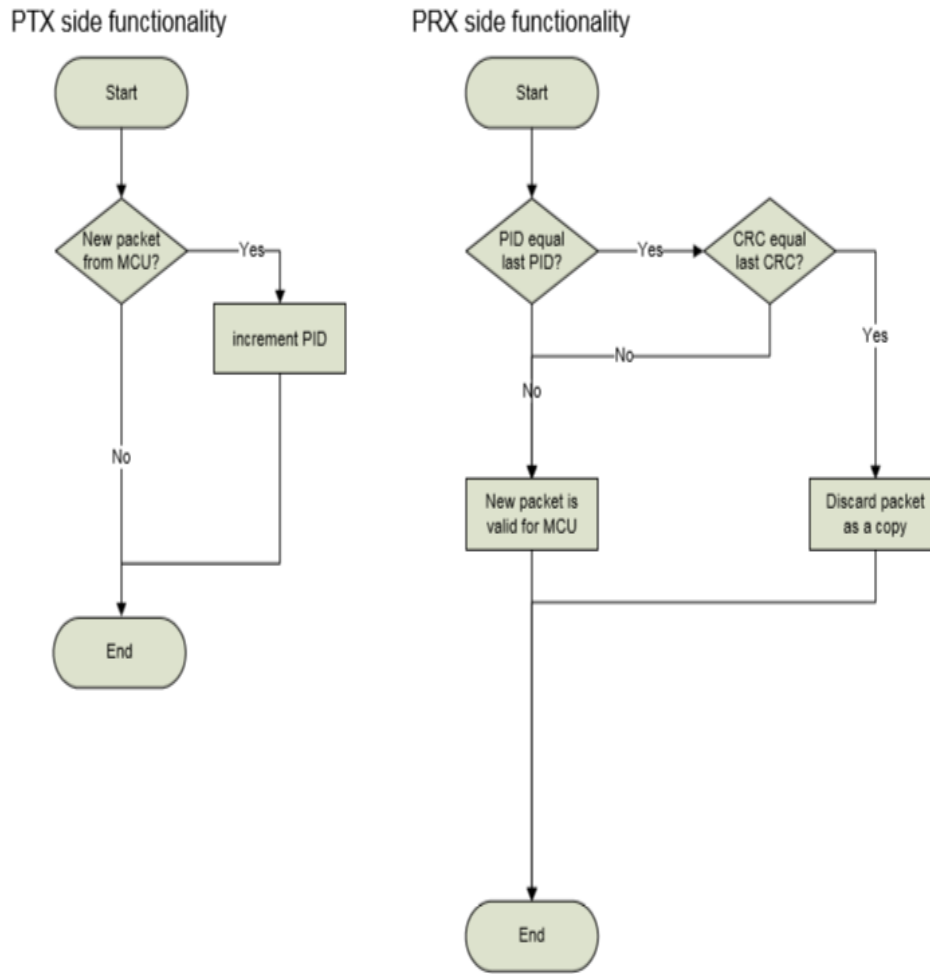 PTX side functionality
Start
New packet
from MCU?
Yes
increment PID
No
End
PRX side functionality
Start
PID equal
last PID?
Yes
CRC equal
last CRC?
Yes
No
No
New packet is
valid for MCU
Discard packet
as a copy
End